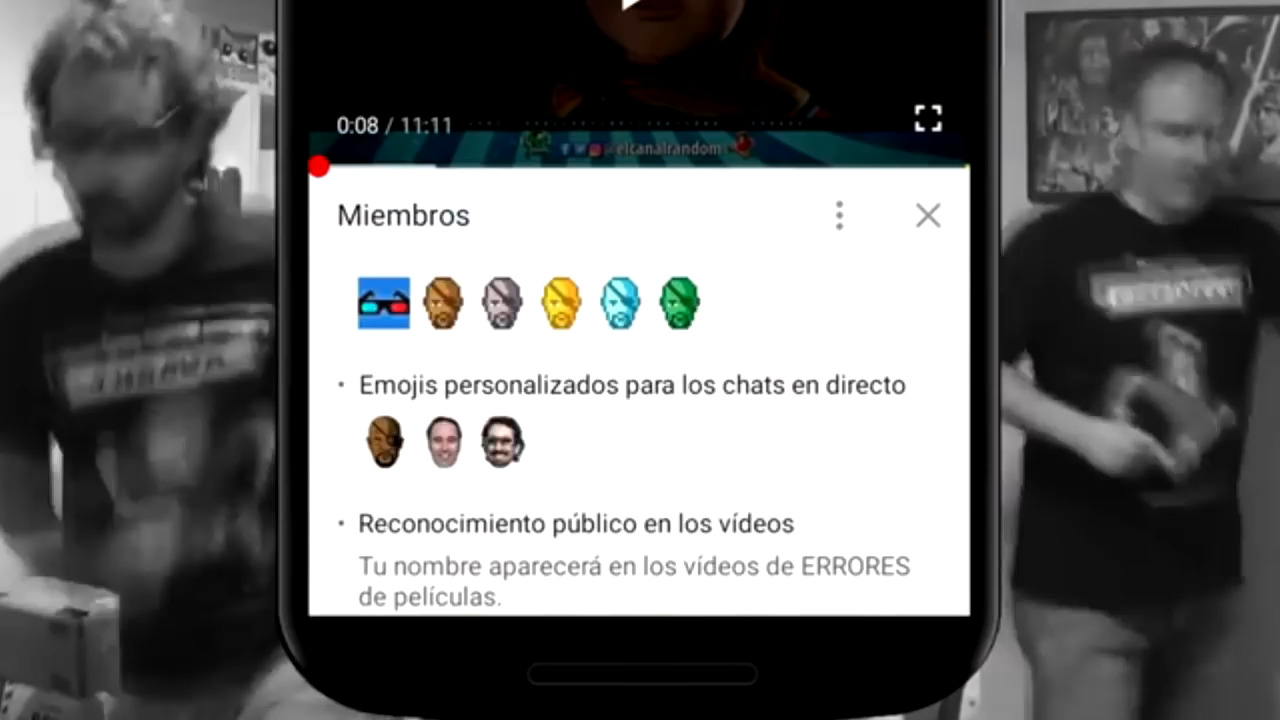 0:08 / 11:11
@elcanalrandom
Miembros
• Emojis personalizados para los chats en directo
• Reconocimiento público en los vídeos
Tu nombre aparecerá en los vídeos de ERRORES
de películas.